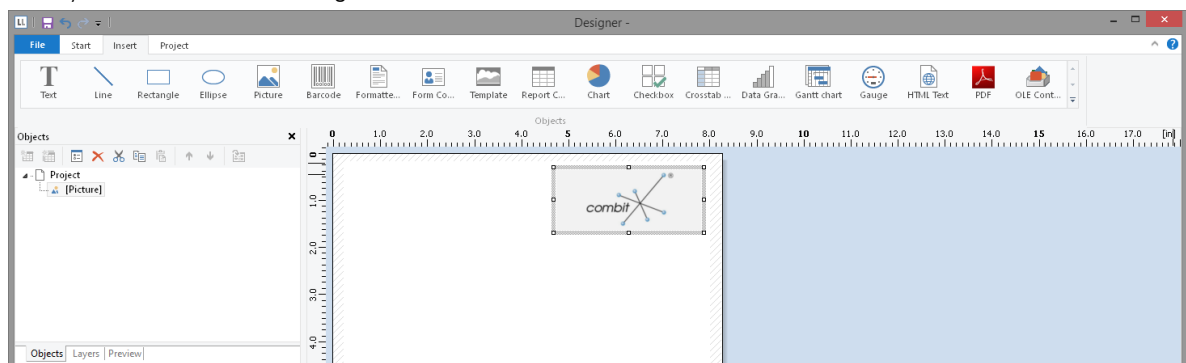 LL Designer -
File Start Insert Project
Text Line Rectangle Ellipse Picture Barcode Formatte... Form Co... Template Report C... Chart Checkbox Crosstab ... Data Gra... Gantt chart Gauge HTML Text PDF OLE Cont...
Objects
Objects
0 1.0 2.0 3.0 4.0 5 6.0 7.0 8.0 9.0 10 11.0 12.0 13.0 14.0 15 16.0 17.0 [in]
Project
[Picture]
combit
0
1.0
2.0
3.0
4.0
Objects Layers Preview